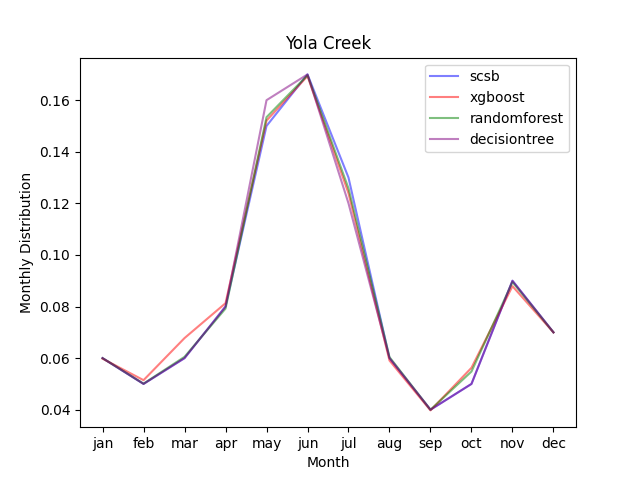 Yola Creek
scsb
xgboost
randomforest
decisiontree
Monthly Distribution
0.16
0.14
0.12
0.10
0.08
0.06
0.04
jan feb mar apr may jun jul aug sep oct nov dec
Month